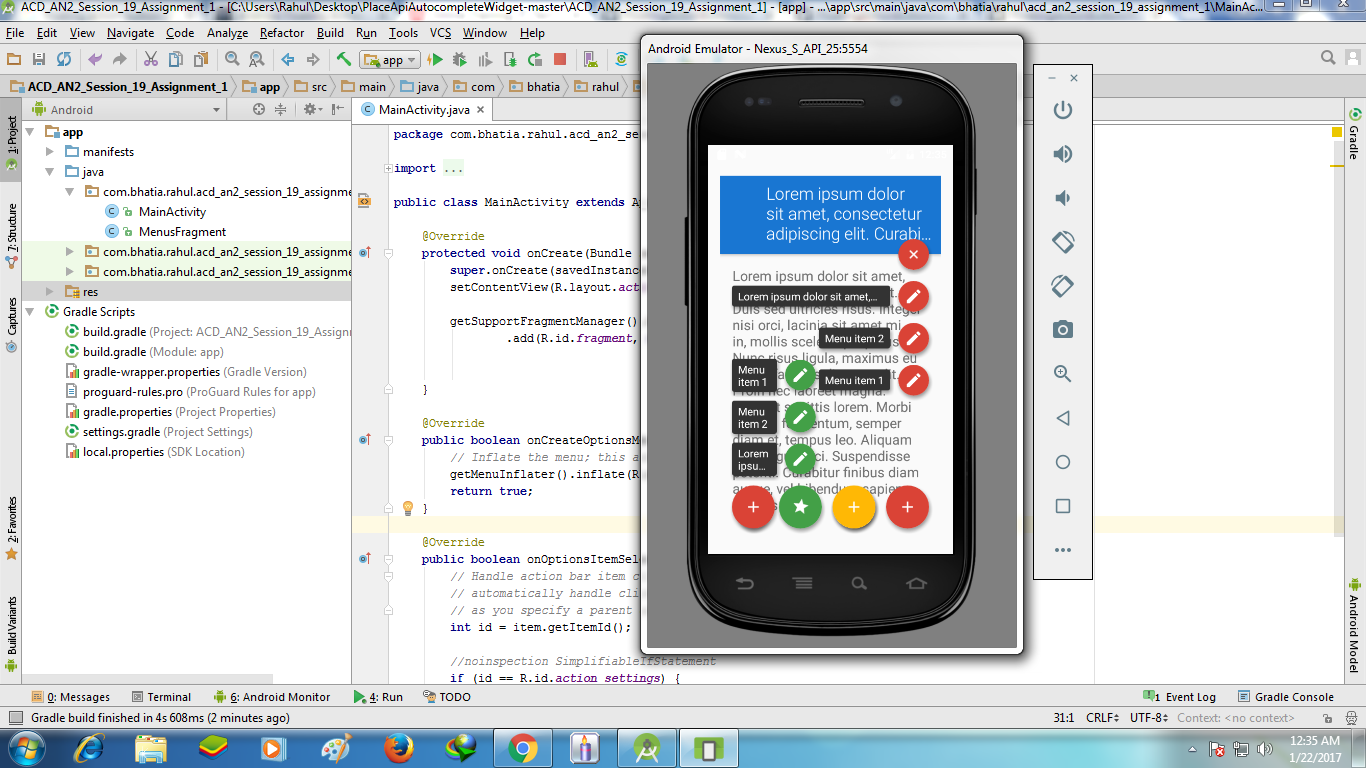 ACD_AN2_Session_19_Assignment_1 - [C:\Users\Rahul\Desktop\PlaceApiAutocompleteWidget-master\ACD_AN2_Session_19_Assignment_1] - [app] - ...\app\src\main\java\com\bhatia\rahul\acd_an2_session_19_assignment_1\MainAc...
File Edit View Navigate Code Analyze Refactor Build Run Tools VCS Window Help
app
ACD_AN2_Session_19_Assignment_1 app src main java com bhatia rahul
Android
MainActivity.java
1: Project
7: Structure
Captures
2: Favorites
Build Variants
app
manifests
java
com.bhatia.rahul.acd_an2_session_19_assignme
MainActivity
MenusFragment
com.bhatia.rahul.acd_an2_session_19_assignme
com.bhatia.rahul.acd_an2_session_19_assignme
res
Gradle Scripts
build.gradle (Project: ACD_AN2_Session_19_Assignn
build.gradle (Module: app)
gradle-wrapper.properties (Gradle Version)
proguard-rules.pro (ProGuard Rules for app)
gradle.properties (Project Properties)
settings.gradle (Project Settings)
local.properties (SDK Location)
package com.bhatia.rahul.acd_an2_se
import ...
public class MainActivity extends A
@Override
protected void onCreate(Bundle
super.onCreate(savedInstanc
setContentView(R.layout.act
getSupportFragmentManager()
.add(R.id.fragment,
}
@Override
public boolean onCreateOptionsM
// Inflate the menu; this a
getMenuInflater().inflate(R
return true;
}
@Override
public boolean onOptionsItemSel
// Handle action bar item c
// automatically handle cli
// as you specify a parent
int id = item.getItemId();
//noinspection SimplifiableIfStatement
if (id == R.id.action_settings) {
Android Emulator - Nexus_S_API_25:5554
Lorem ipsum dolor
sit amet, consectetur
adipiscing elit. Curabi...
Lorem ipsum dolor sit amet,
Lorem ipsum dolor sit amet,...
Duis sed ultricies risus. Integer
nisi orci, lacinia sit amet mi
in, mollis
Menu item 2
Nunc risus ligula, maximus eu
Menu
item 1
Menu item 1
Proin nec laoreet magna.
lorem. Morbi
Menu
item 2
semper
diam et, tempus leo. Aliquam
Suspendisse
Lorem
ipsu...
Curabitur finibus diam
Gradle
Android Model
0: Messages Terminal 6: Android Monitor 4: Run TODO
1 Event Log Gradle Console
Gradle build finished in 4s 608ms (2 minutes ago)
31:1 CRLF UTF-8 Context: <no context>
12:35 AM
1/22/2017